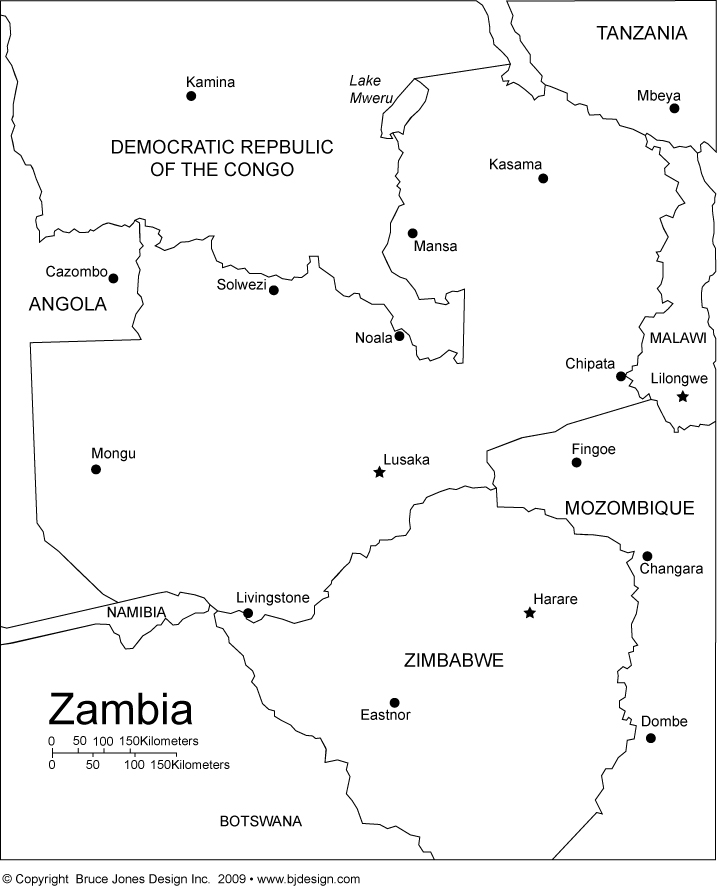 TANZANIA
Kamina
Lake
Mweru
Mbeya
DEMOCRATIC REPBULIC
OF THE CONGO
Kasama
Mansa
Cazombo
Solwezi
ANGOLA
Noala
MALAWI
Chipata
Lilongwe
Mongu
Lusaka
Fingoe
MOZOMBIQUE
Changara
Livingstone
Harare
NAMIBIA
ZIMBABWE
Zambia
Eastnor
Dombe
0 50 100 150Kilometers
0 50 100 150Kilometers
BOTSWANA
© Copyright Bruce Jones Design Inc. 2009 • www.bjdesign.com